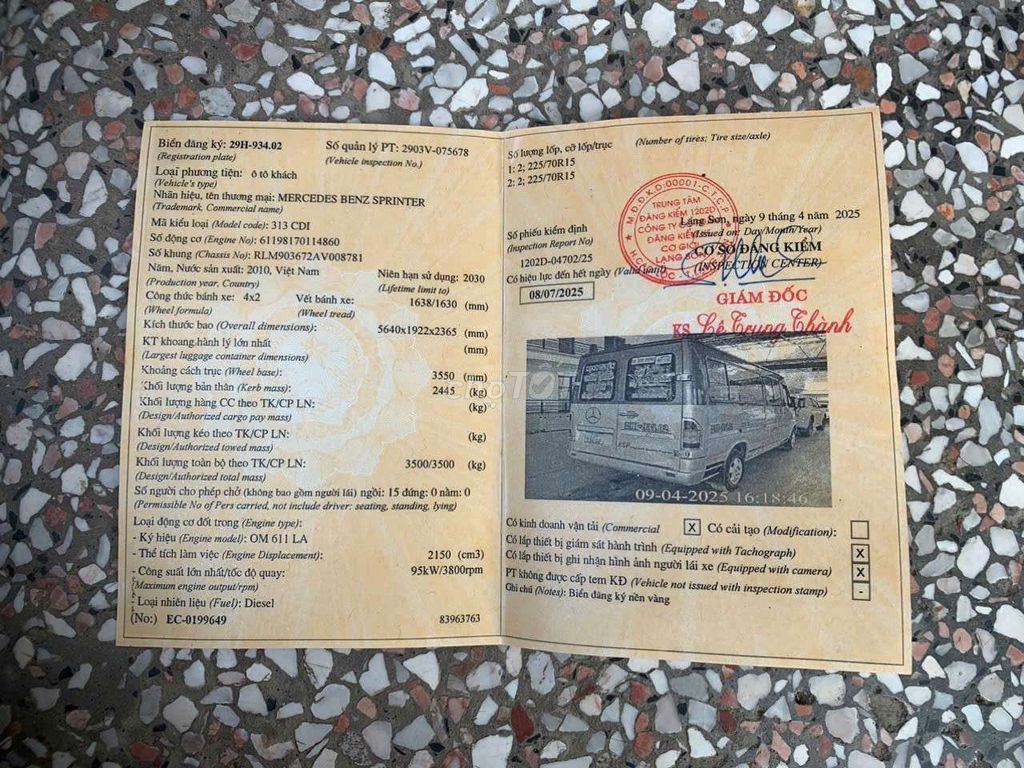 Biển đăng ký: 29H-934.02 Số quản lý PT: 2903V-075678
(Registration plate) (Vehicle inspection No.)
Loại phương tiện: ô tô khách
(Vehicle's type)
Nhãn hiệu, tên thương mại: MERCEDES BENZ SPRINTER
(Trademark, Commercial name)
Mã kiểu loại (Model code): 313 CDI
Số động cơ (Engine No): 61198170114860
Số khung (Chassis No): RLM903672AV008781
Năm, Nước sản xuất: 2010, Việt Nam Niên hạn sử dụng: 2030
(Production year, Country) (Lifetime limit to)
Công thức bánh xe: 4x2 Vết bánh xe: 1638/1630 (mm)
(Wheel formula) (Wheel tread)
Kích thước bao (Overall dimensions): 5640x1922x2365 (mm)
KT khoang hành lý lớn nhất (mm)
(Largest luggage container dimensions)
Khoảng cách trục (Wheel base): 3550 (mm)
Khối lượng bản thân (Kerb mass): 2445 (kg)
Khối lượng hàng CC theo TK/CP LN: (kg)
(Design/Authorized cargo pay mass)
Khối lượng kéo theo TK/CP LN: (kg)
(Design/Authorized towed mass)
Khối lượng toàn bộ theo TK/CP LN: 3500/3500 (kg)
(Design/Authorized total mass)
Số người cho phép chở (không bao gồm người lái) ngồi: 15 đứng: 0 nằm: 0
(Permissible No of Pers carried, not include driver: seating, standing, lying)
Loại động cơ đốt trong (Engine type):
- Ký hiệu (Engine model): OM 611 LA
- Thể tích làm việc (Engine Displacement): 2150 (cm3)
- Công suất lớn nhất/tốc độ quay: 95kW/3800rpm
(Maximum engine output/rpm)
- Loại nhiên liệu (Fuel): Diesel
(No:) EC-0199649 83963763
Số lượng lốp, cỡ lốp/trục (Number of tires; Tire size/axle)
1: 2; 225/70R15
2: 2; 225/70R15
TRUNG TÂM
ĐĂNG KIỂM 1202D
Lạng Sơn, ngày 9 tháng 4 năm 2025
(Issued on: Day/Month/Year)
Số phiếu kiểm định CƠ SỞ ĐĂNG KIỂM
(Inspection Report No) (INSPECTION CENTER)
1202D-04702/25
Có hiệu lực đến hết ngày (Valid until)
08/07/2025
GIÁM ĐỐC
KS. Lê Trung Thành
09-04-2025 16:18:46
Có kinh doanh vận tải (Commercial X Có cải tạo (Modification):
Có lắp thiết bị giám sát hành trình (Equipped with Tachograph) X
Có lắp thiết bị ghi nhận hình ảnh người lái xe (Equipped with camera) X
PT không được cấp tem KĐ (Vehicle not issued with inspection stamp) -
Ghi chú (Notes): Biển đăng ký nền vàng